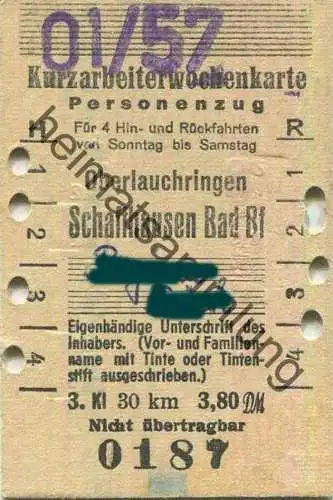 01/57
Kurzarbeiterwochenkarte
Personenzug
H Für 4 Hin- und Rückfahrten R
von Sonntag bis Samstag
Oberlauchringen
Schaffhausen Bad Bf
1 2 3 4
1 2 3 4
Eigenhändige Unterschrift des
Inhabers. (Vor- und Familien-
name mit Tinte oder Tinten-
stift ausgeschrieben.)
3. Kl 30 km 3,80 DM
Nicht übertragbar
0187
heimatsammlung